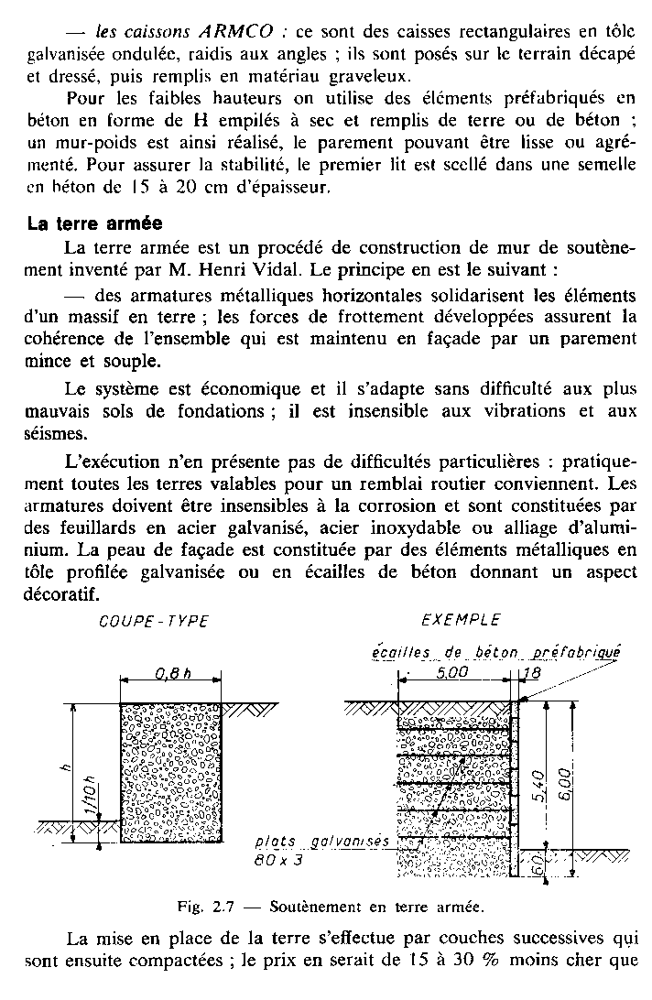 — les caissons ARMCO : ce sont des caisses rectangulaires en tôle
galvanisée ondulée, raidis aux angles ; ils sont posés sur le terrain décapé
et dressé, puis remplis en matériau graveleux.
Pour les faibles hauteurs on utilise des éléments préfabriqués en
béton en forme de H empilés à sec et remplis de terre ou de béton ;
un mur-poids est ainsi réalisé, le parement pouvant être lisse ou agré-
menté. Pour assurer la stabilité, le premier lit est scellé dans une semelle
en béton de 15 à 20 cm d'épaisseur.
La terre armée
La terre armée est un procédé de construction de mur de soutène-
ment inventé par M. Henri Vidal. Le principe en est le suivant :
— des armatures métalliques horizontales solidarisent les éléments
d'un massif en terre ; les forces de frottement développées assurent la
cohérence de l'ensemble qui est maintenu en façade par un parement
mince et souple.
Le système est économique et il s'adapte sans difficulté aux plus
mauvais sols de fondations ; il est insensible aux vibrations et aux
séismes.
L'exécution n'en présente pas de difficultés particulières : pratique-
ment toutes les terres valables pour un remblai routier conviennent. Les
armatures doivent être insensibles à la corrosion et sont constituées par
des feuillards en acier galvanisé, acier inoxydable ou alliage d'alumi-
nium. La peau de façade est constituée par des éléments métalliques en
tôle profilée galvanisée ou en écailles de béton donnant un aspect
décoratif.
COUPE-TYPE
0,8 h
h
1/10 h
EXEMPLE
écailles de béton préfabriqué
5,00
18
5,40
6,00
60
plats galvanisés
80 x 3
Fig. 2.7 — Soutènement en terre armée.
La mise en place de la terre s'effectue par couches successives qui
sont ensuite compactées ; le prix en serait de 15 à 30 % moins cher que